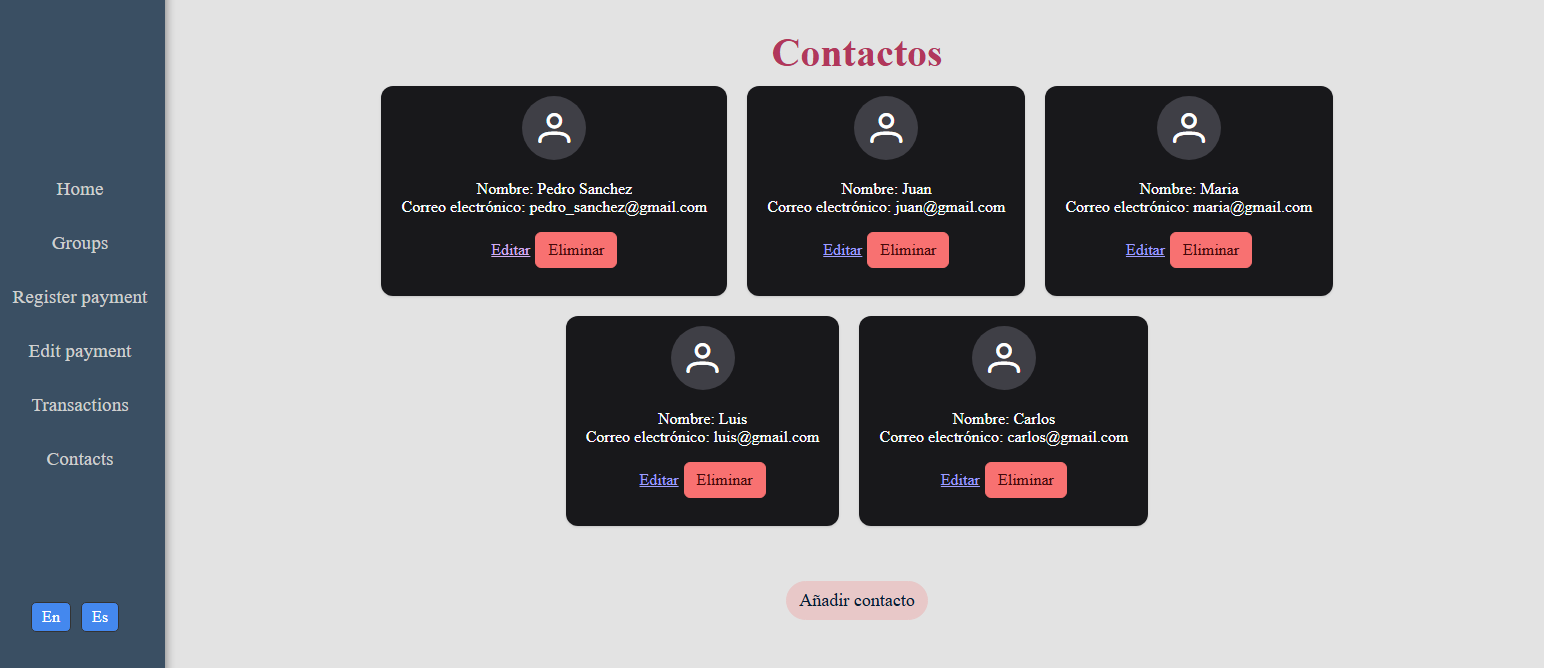 Home
Groups
Register payment
Edit payment
Transactions
Contacts
En Es
Contactos
Nombre: Pedro Sanchez
Correo electrónico: pedro_sanchez@gmail.com
Editar Eliminar
Nombre: Juan
Correo electrónico: juan@gmail.com
Editar Eliminar
Nombre: Maria
Correo electrónico: maria@gmail.com
Editar Eliminar
Nombre: Luis
Correo electrónico: luis@gmail.com
Editar Eliminar
Nombre: Carlos
Correo electrónico: carlos@gmail.com
Editar Eliminar
Añadir contacto